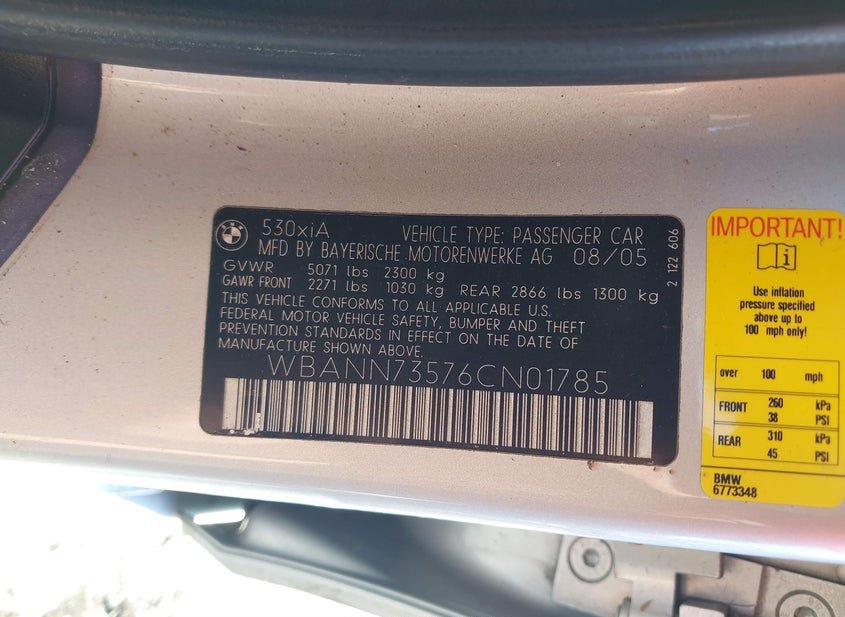 BMW
530xiA VEHICLE TYPE: PASSENGER CAR
MFD BY BAYERISCHE MOTORENWERKE AG 08/05
GVWR 5071 lbs 2300 kg
GAWR FRONT 2271 lbs 1030 kg REAR 2866 lbs 1300 kg
THIS VEHICLE CONFORMS TO ALL APPLICABLE U.S.
FEDERAL MOTOR VEHICLE SAFETY, BUMPER AND THEFT
PREVENTION STANDARDS IN EFFECT ON THE DATE OF
MANUFACTURE SHOWN ABOVE.
WBANN73576CN01785
2 122 606
IMPORTANT!
Use inflation
pressure specified
above up to
100 mph only!
over 100 mph
FRONT 260 kPa
38 PSI
REAR 310 kPa
45 PSI
BMW
6773348